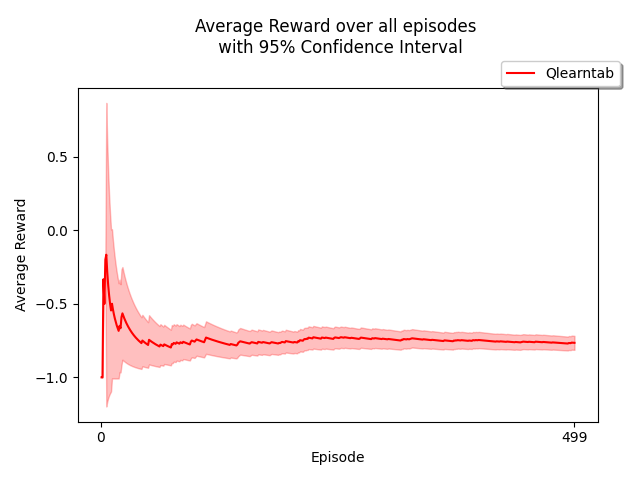 Average Reward over all episodes
with 95% Confidence Interval
Qlearntab
0.5
0.0
−0.5
−1.0
Average Reward
0
499
Episode